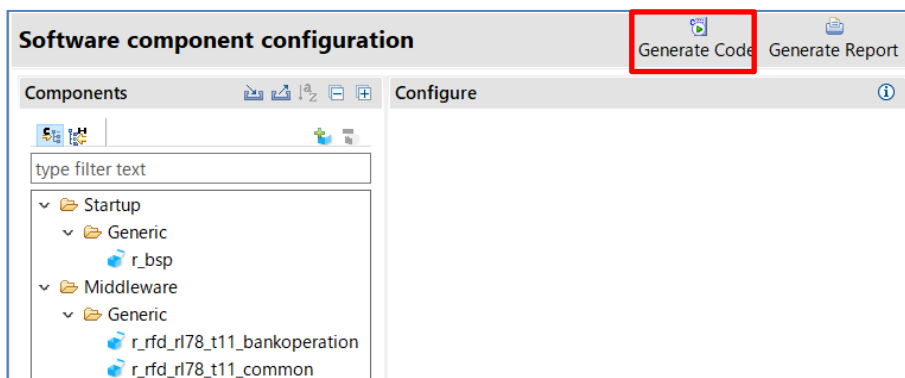 Software component configuration
Generate Code Generate Report
Components
Configure
type filter text
Startup
Generic
r_bsp
Middleware
Generic
r_rfd_rl78_t11_bankoperation
r_rfd_rl78_t11_common